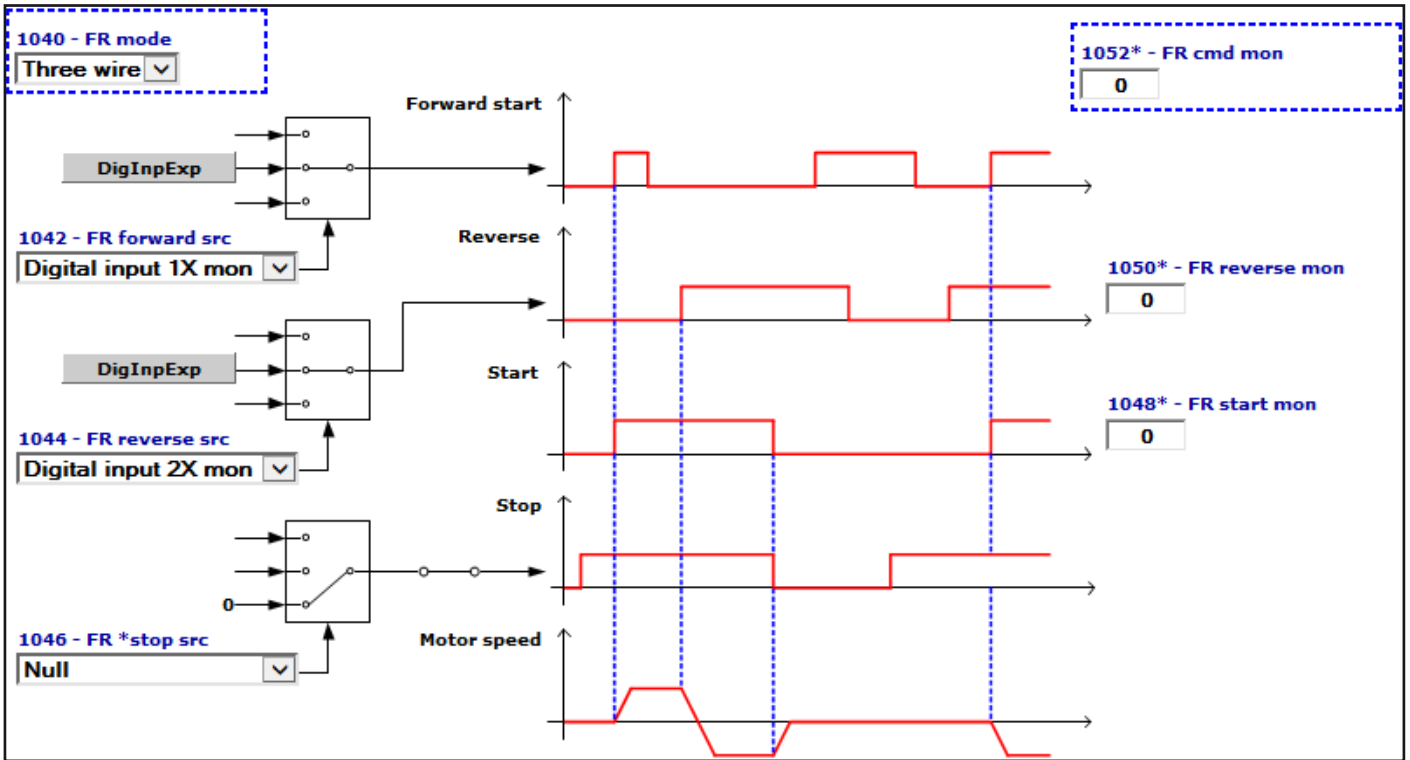 1040 - FR mode
Three wire
1052* - FR cmd mon
0
Forward start
DigInpExp
1042 - FR forward src
Digital input 1X mon
Reverse
1050* - FR reverse mon
0
DigInpExp
Start
1048* - FR start mon
0
1044 - FR reverse src
Digital input 2X mon
Stop
0
1046 - FR *stop src
Null
Motor speed